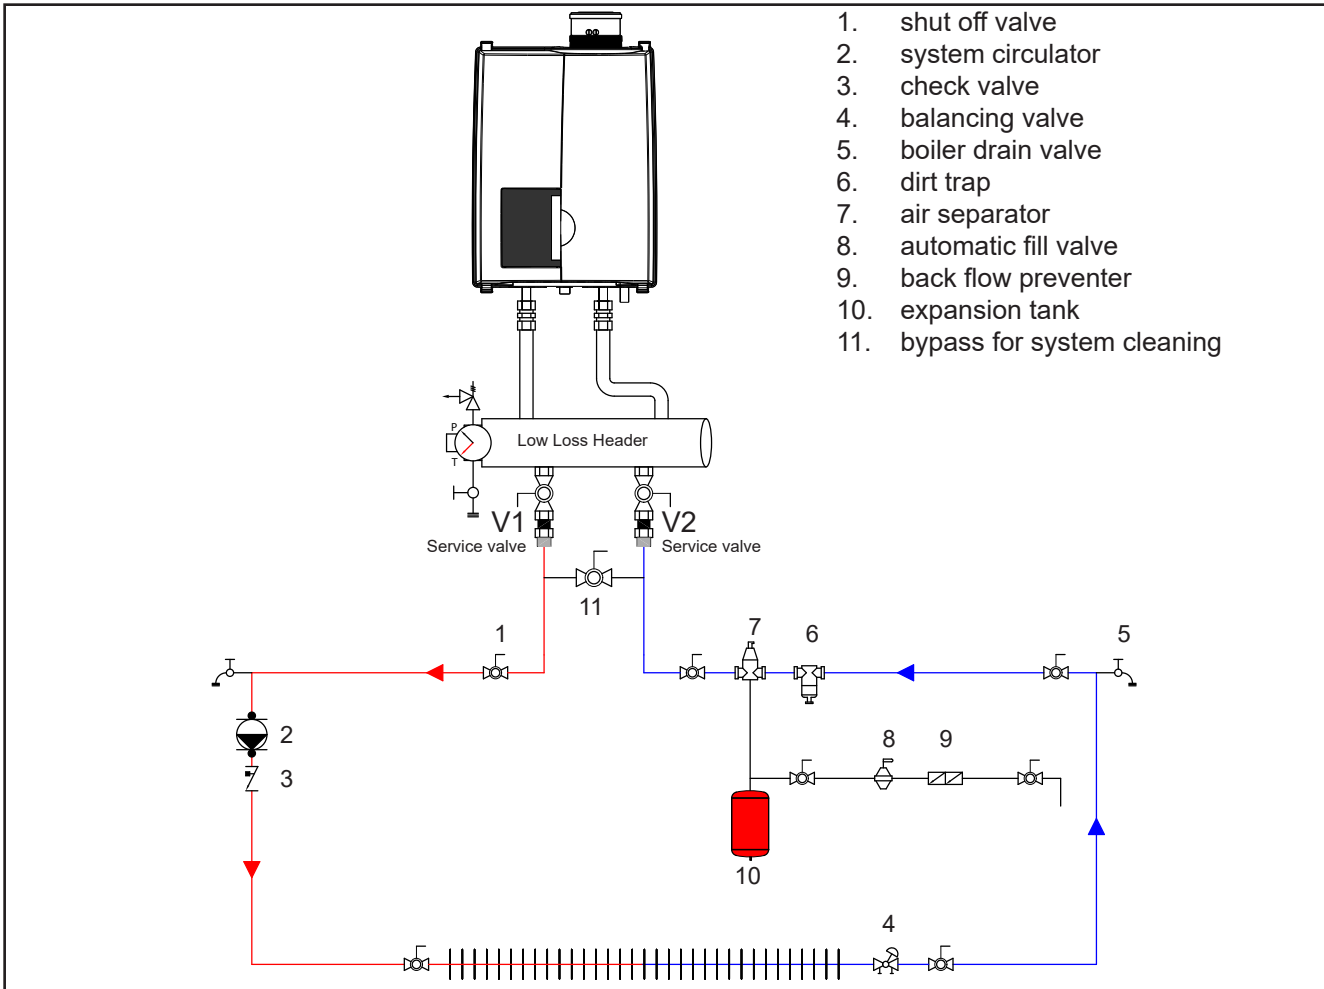 1. shut off valve
2. system circulator
3. check valve
4. balancing valve
5. boiler drain valve
6. dirt trap
7. air separator
8. automatic fill valve
9. back flow preventer
10. expansion tank
11. bypass for system cleaning
P
Low Loss Header
T
V1
V2
Service valve
Service valve
11
1
7
6
5
2
8
9
3
10
4